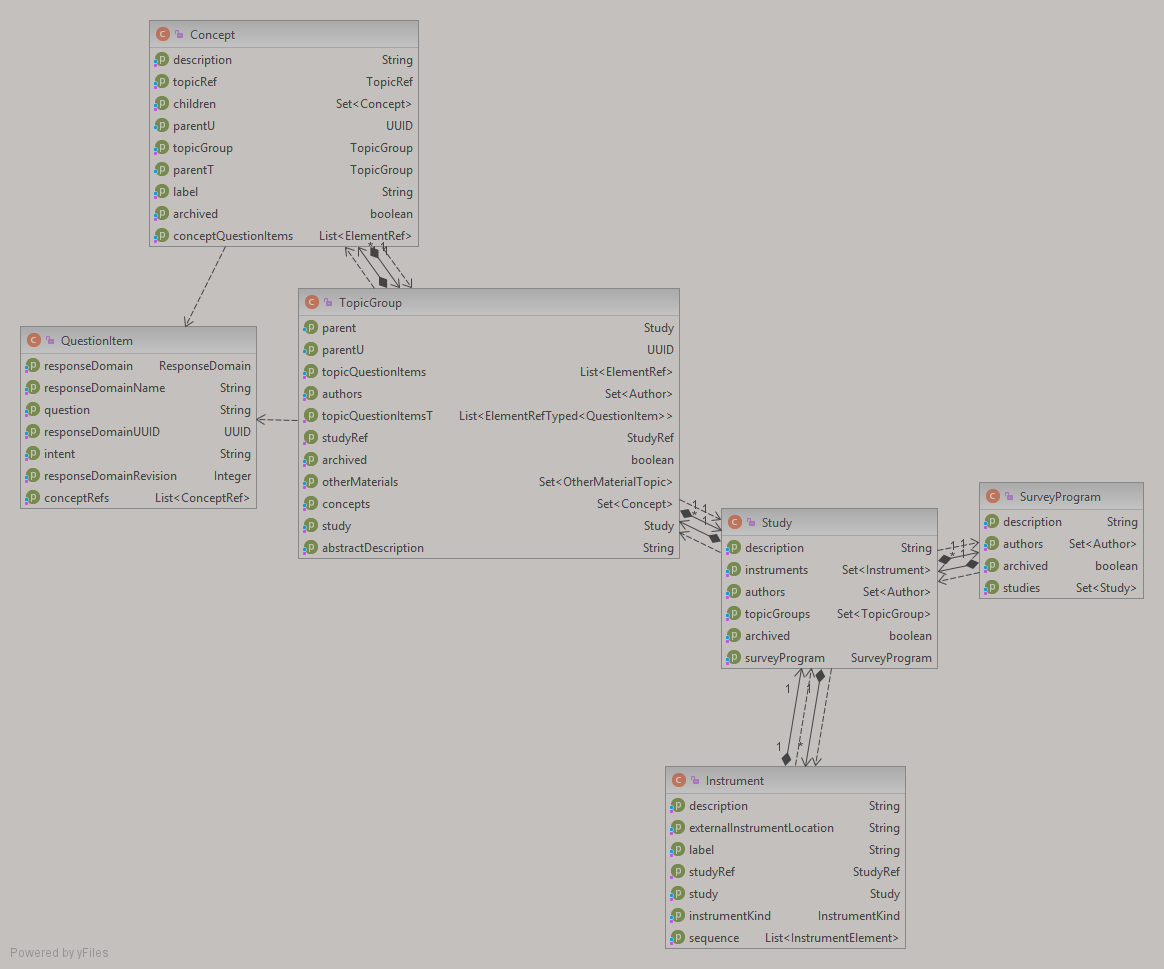 Concept
description String
topicRef TopicRef
children Set<Concept>
parentU UUID
topicGroup TopicGroup
parentT TopicGroup
label String
archived boolean
conceptQuestionItems List<ElementRef>
* 1
1
TopicGroup
parent Study
parentU UUID
topicQuestionItems List<ElementRef>
authors Set<Author>
topicQuestionItemsT List<ElementRefTyped<QuestionItem>>
studyRef StudyRef
archived boolean
otherMaterials Set<OtherMaterialTopic>
concepts Set<Concept>
study Study
abstractDescription String
QuestionItem
responseDomain ResponseDomain
responseDomainName String
question String
responseDomainUUID UUID
intent String
responseDomainRevision Integer
conceptRefs List<ConceptRef>
1 1
* 1
Study
description String
instruments Set<Instrument>
authors Set<Author>
topicGroups Set<TopicGroup>
archived boolean
surveyProgram SurveyProgram
1 1
* 1
SurveyProgram
description String
authors Set<Author>
archived boolean
studies Set<Study>
1 1
1 *
Instrument
description String
externalInstrumentLocation String
label String
studyRef StudyRef
study Study
instrumentKind InstrumentKind
sequence List<InstrumentElement>
Powered by yFiles